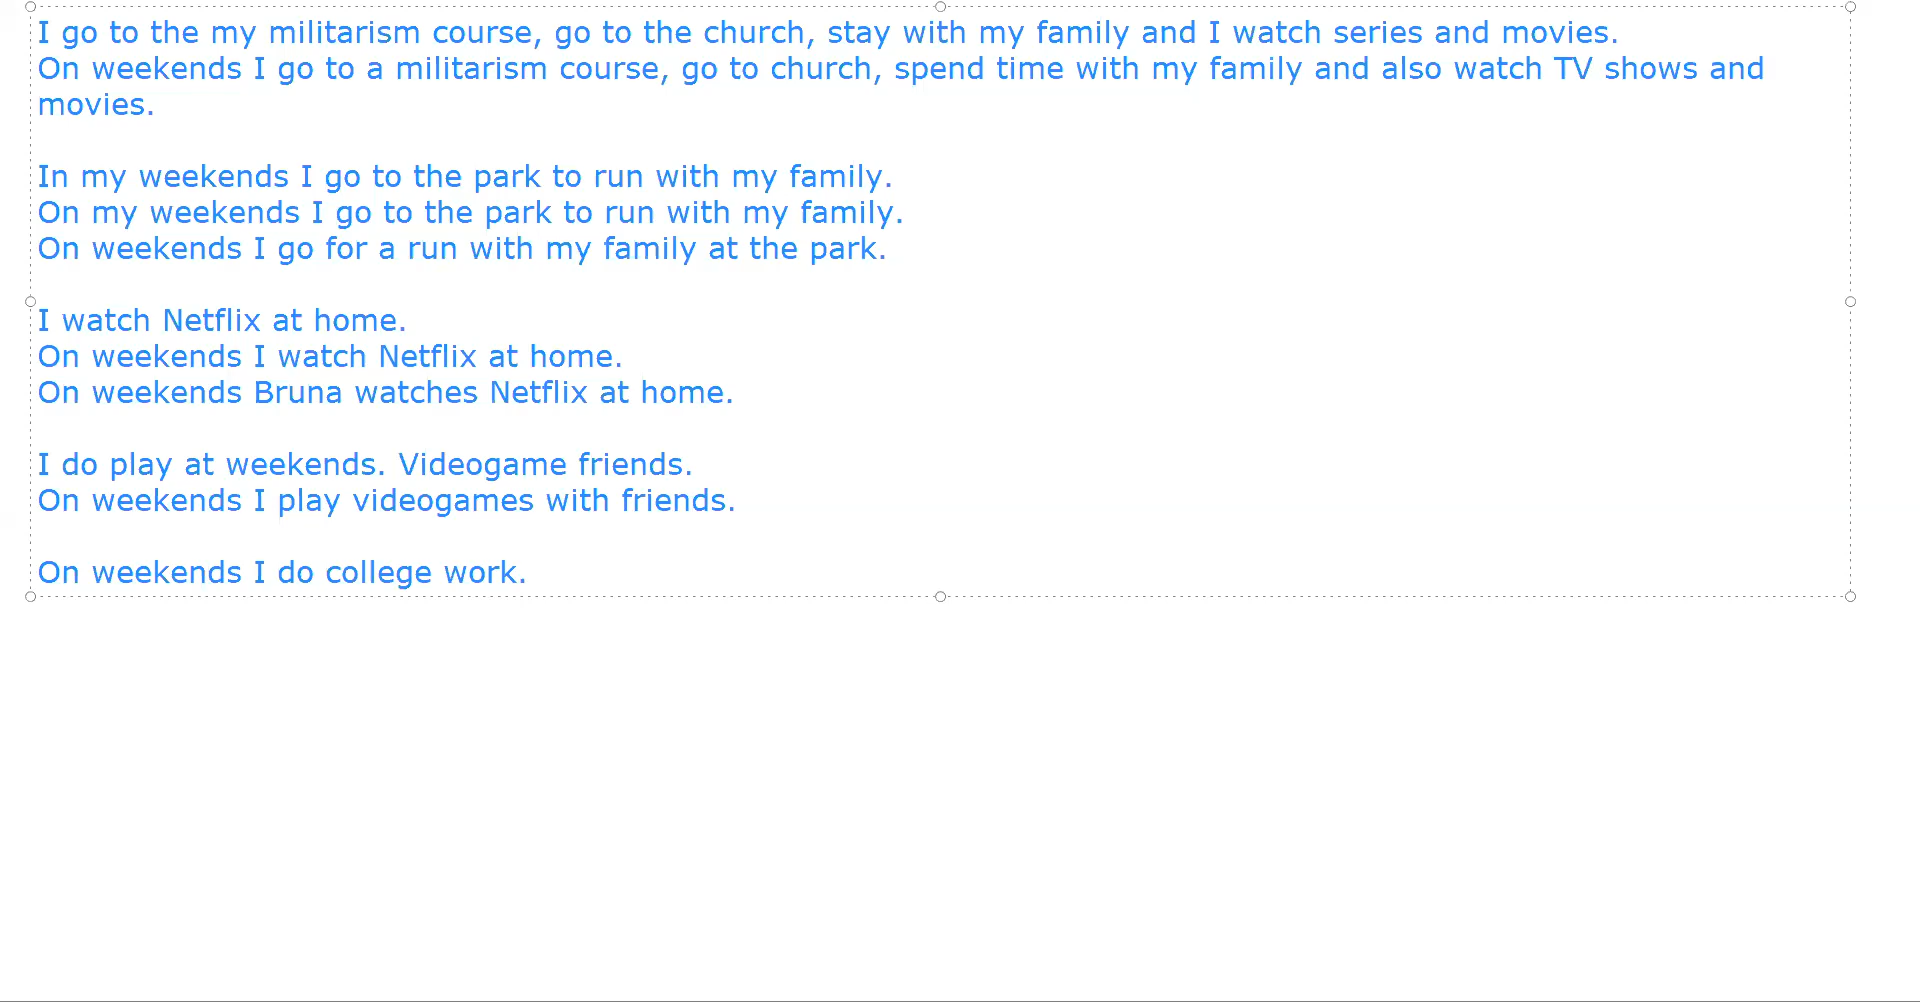 I go to the my militarism course, go to the church, stay with my family and I watch series and movies.
On weekends I go to a militarism course, go to church, spend time with my family and also watch TV shows and
movies.
In my weekends I go to the park to run with my family.
On my weekends I go to the park to run with my family.
On weekends I go for a run with my family at the park.
I watch Netflix at home.
On weekends I watch Netflix at home.
On weekends Bruna watches Netflix at home.
I do play at weekends. Videogame friends.
On weekends I play videogames with friends.
On weekends I do college work.